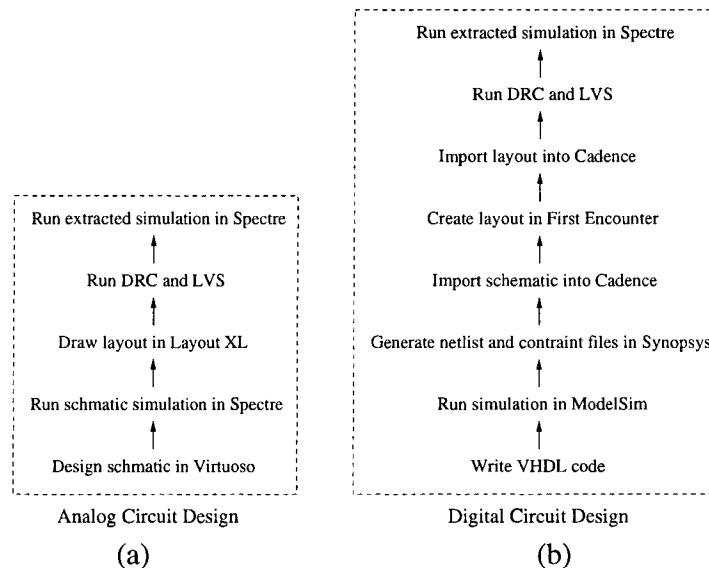 Run extracted simulation in Spectre
Run DRC and LVS
Draw layout in Layout XL
Run schmatic simulation in Spectre
Design schmatic in Virtuoso
Analog Circuit Design
(a)
Run extracted simulation in Spectre
Run DRC and LVS
Import layout into Cadence
Create layout in First Encounter
Import schematic into Cadence
Generate netlist and contraint files in Synopsys
Run simulation in ModelSim
Write VHDL code
Digital Circuit Design
(b)